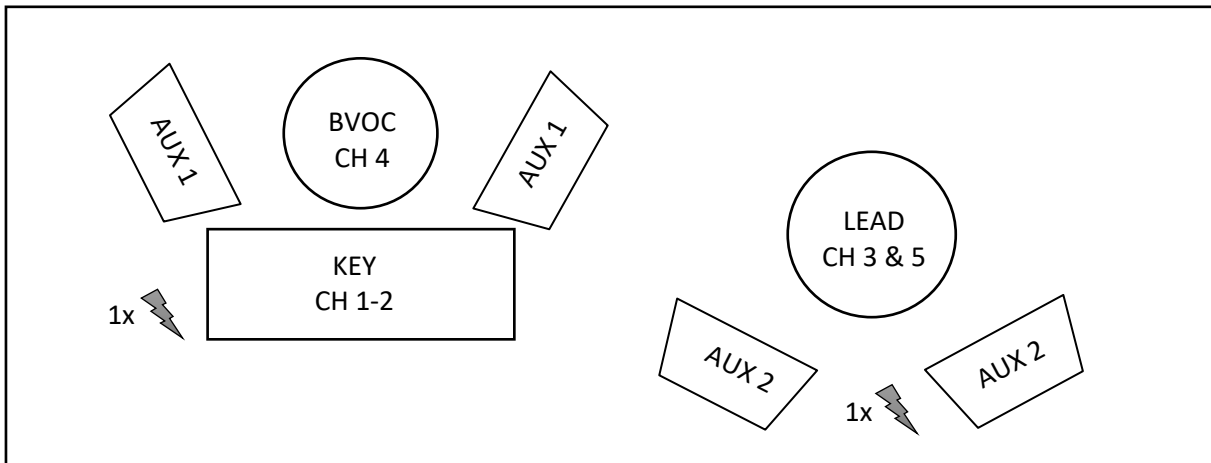 AUX 1
BVOC
CH 4
AUX 1
KEY
CH 1-2
1x
LEAD
CH 3 & 5
AUX 2
1x
AUX 2